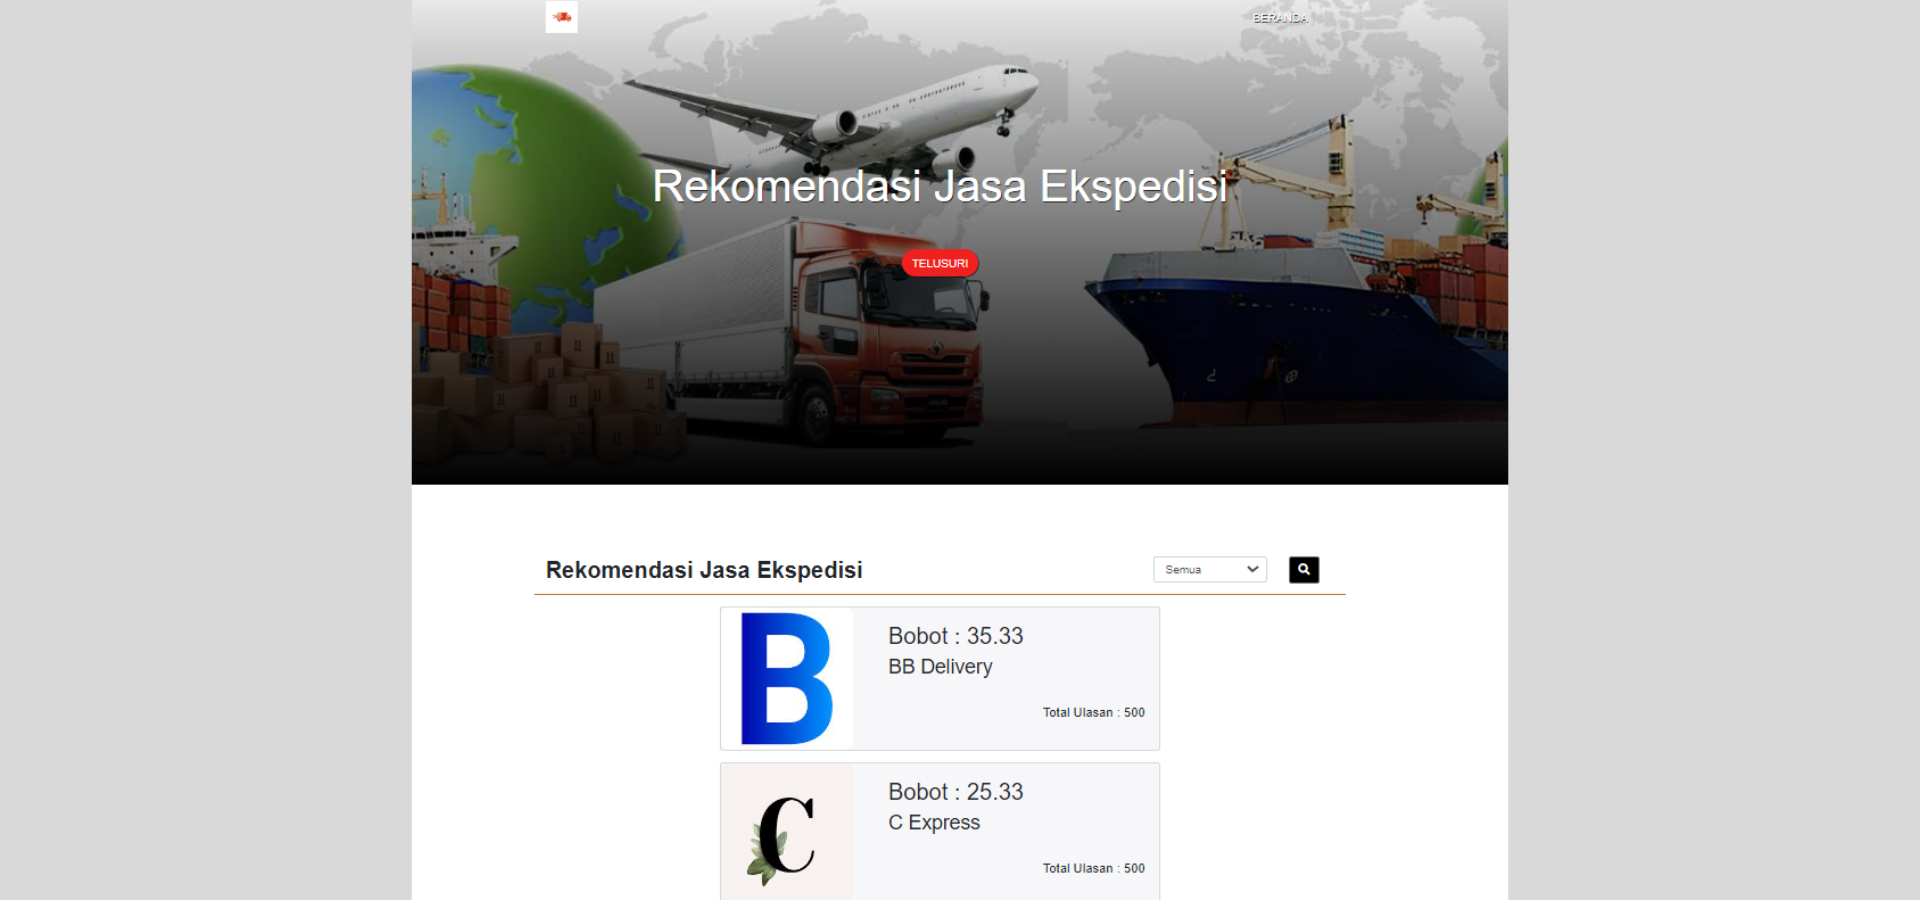 BERANDA
Rekomendasi Jasa Ekspedisi
TELUSURI
Rekomendasi Jasa Ekspedisi
Semua
B
Bobot : 35.33
BB Delivery
Total Ulasan : 500
C
Bobot : 25.33
C Express
Total Ulasan : 500